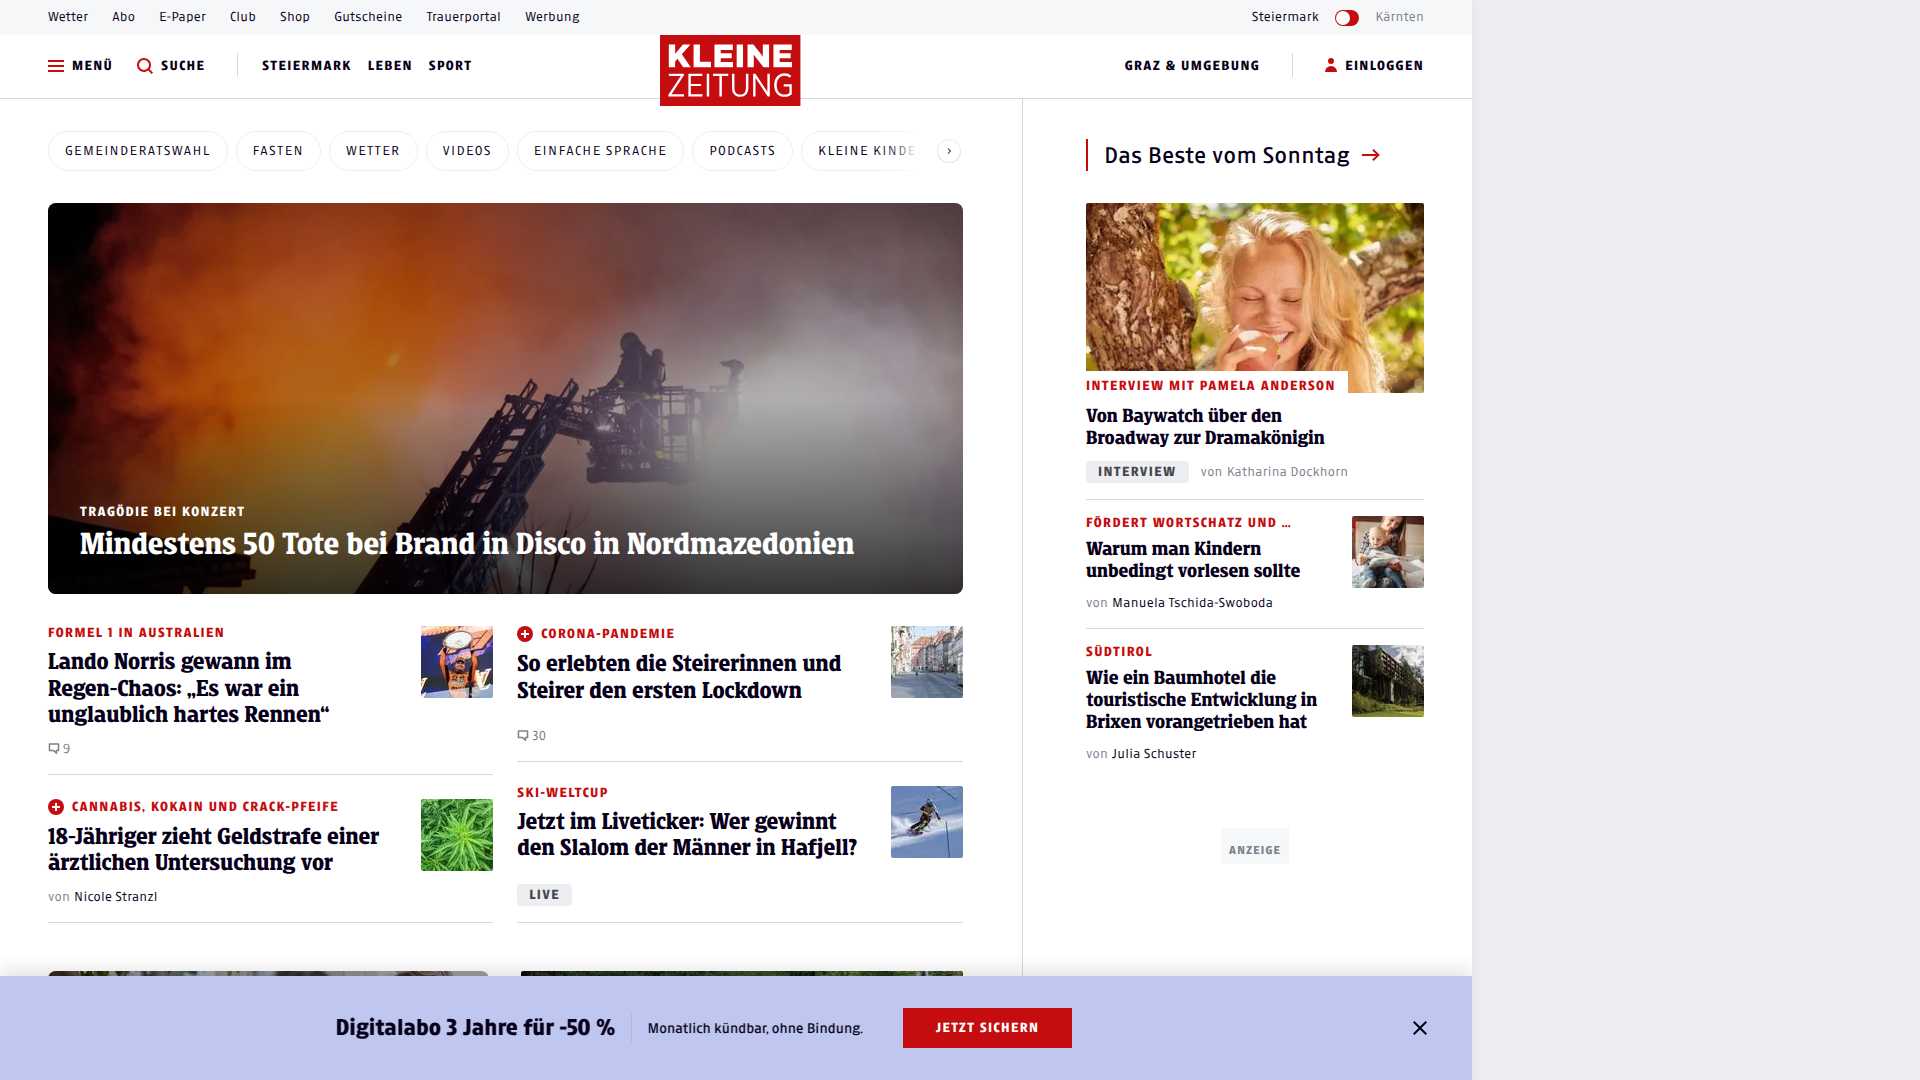 Wetter Abo E-Paper Club Shop Gutscheine Trauerportal Werbung Steiermark Kärnten
MENÜ SUCHE STEIERMARK LEBEN SPORT KLEINE ZEITUNG GRAZ & UMGEBUNG EINLOGGEN
GEMEINDERATSWAHL FASTEN WETTER VIDEOS EINFACHE SPRACHE PODCASTS KLEINE KINDE
TRAGÖDIE BEI KONZERT
Mindestens 50 Tote bei Brand in Disco in Nordmazedonien
FORMEL 1 IN AUSTRALIEN
Lando Norris gewann im
Regen-Chaos: „Es war ein
unglaublich hartes Rennen“
9
CORONA-PANDEMIE
So erlebten die Steirerinnen und
Steirer den ersten Lockdown
30
CANNABIS, KOKAIN UND CRACK-PFEIFE
18-Jähriger zieht Geldstrafe einer
ärztlichen Untersuchung vor
von Nicole Stranzl
SKI-WELTCUP
Jetzt im Liveticker: Wer gewinnt
den Slalom der Männer in Hafjell?
LIVE
Das Beste vom Sonntag
INTERVIEW MIT PAMELA ANDERSON
Von Baywatch über den
Broadway zur Dramakönigin
INTERVIEW von Katharina Dockhorn
FÖRDERT WORTSCHATZ UND ...
Warum man Kindern
unbedingt vorlesen sollte
von Manuela Tschida-Swoboda
SÜDTIROL
Wie ein Baumhotel die
touristische Entwicklung in
Brixen vorangetrieben hat
von Julia Schuster
ANZEIGE
Digitalabo 3 Jahre für -50 % Monatlich kündbar, ohne Bindung. JETZT SICHERN